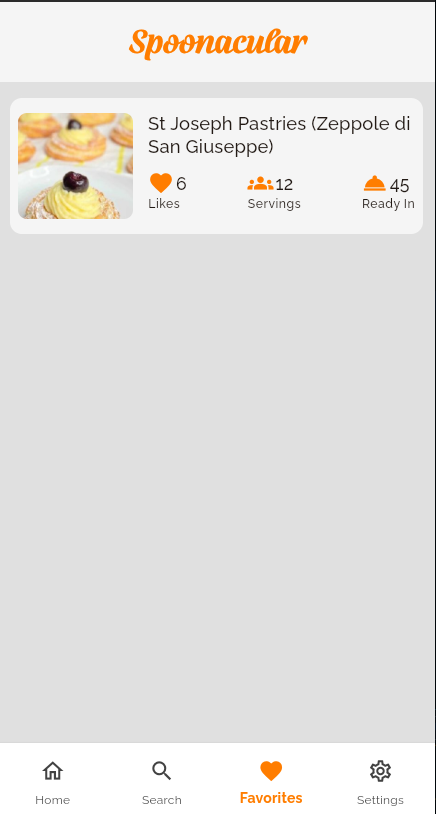 Spoonacular
St Joseph Pastries (Zeppole di
San Giuseppe)
6 12 45
Likes Servings Ready In
Home Search Favorites Settings